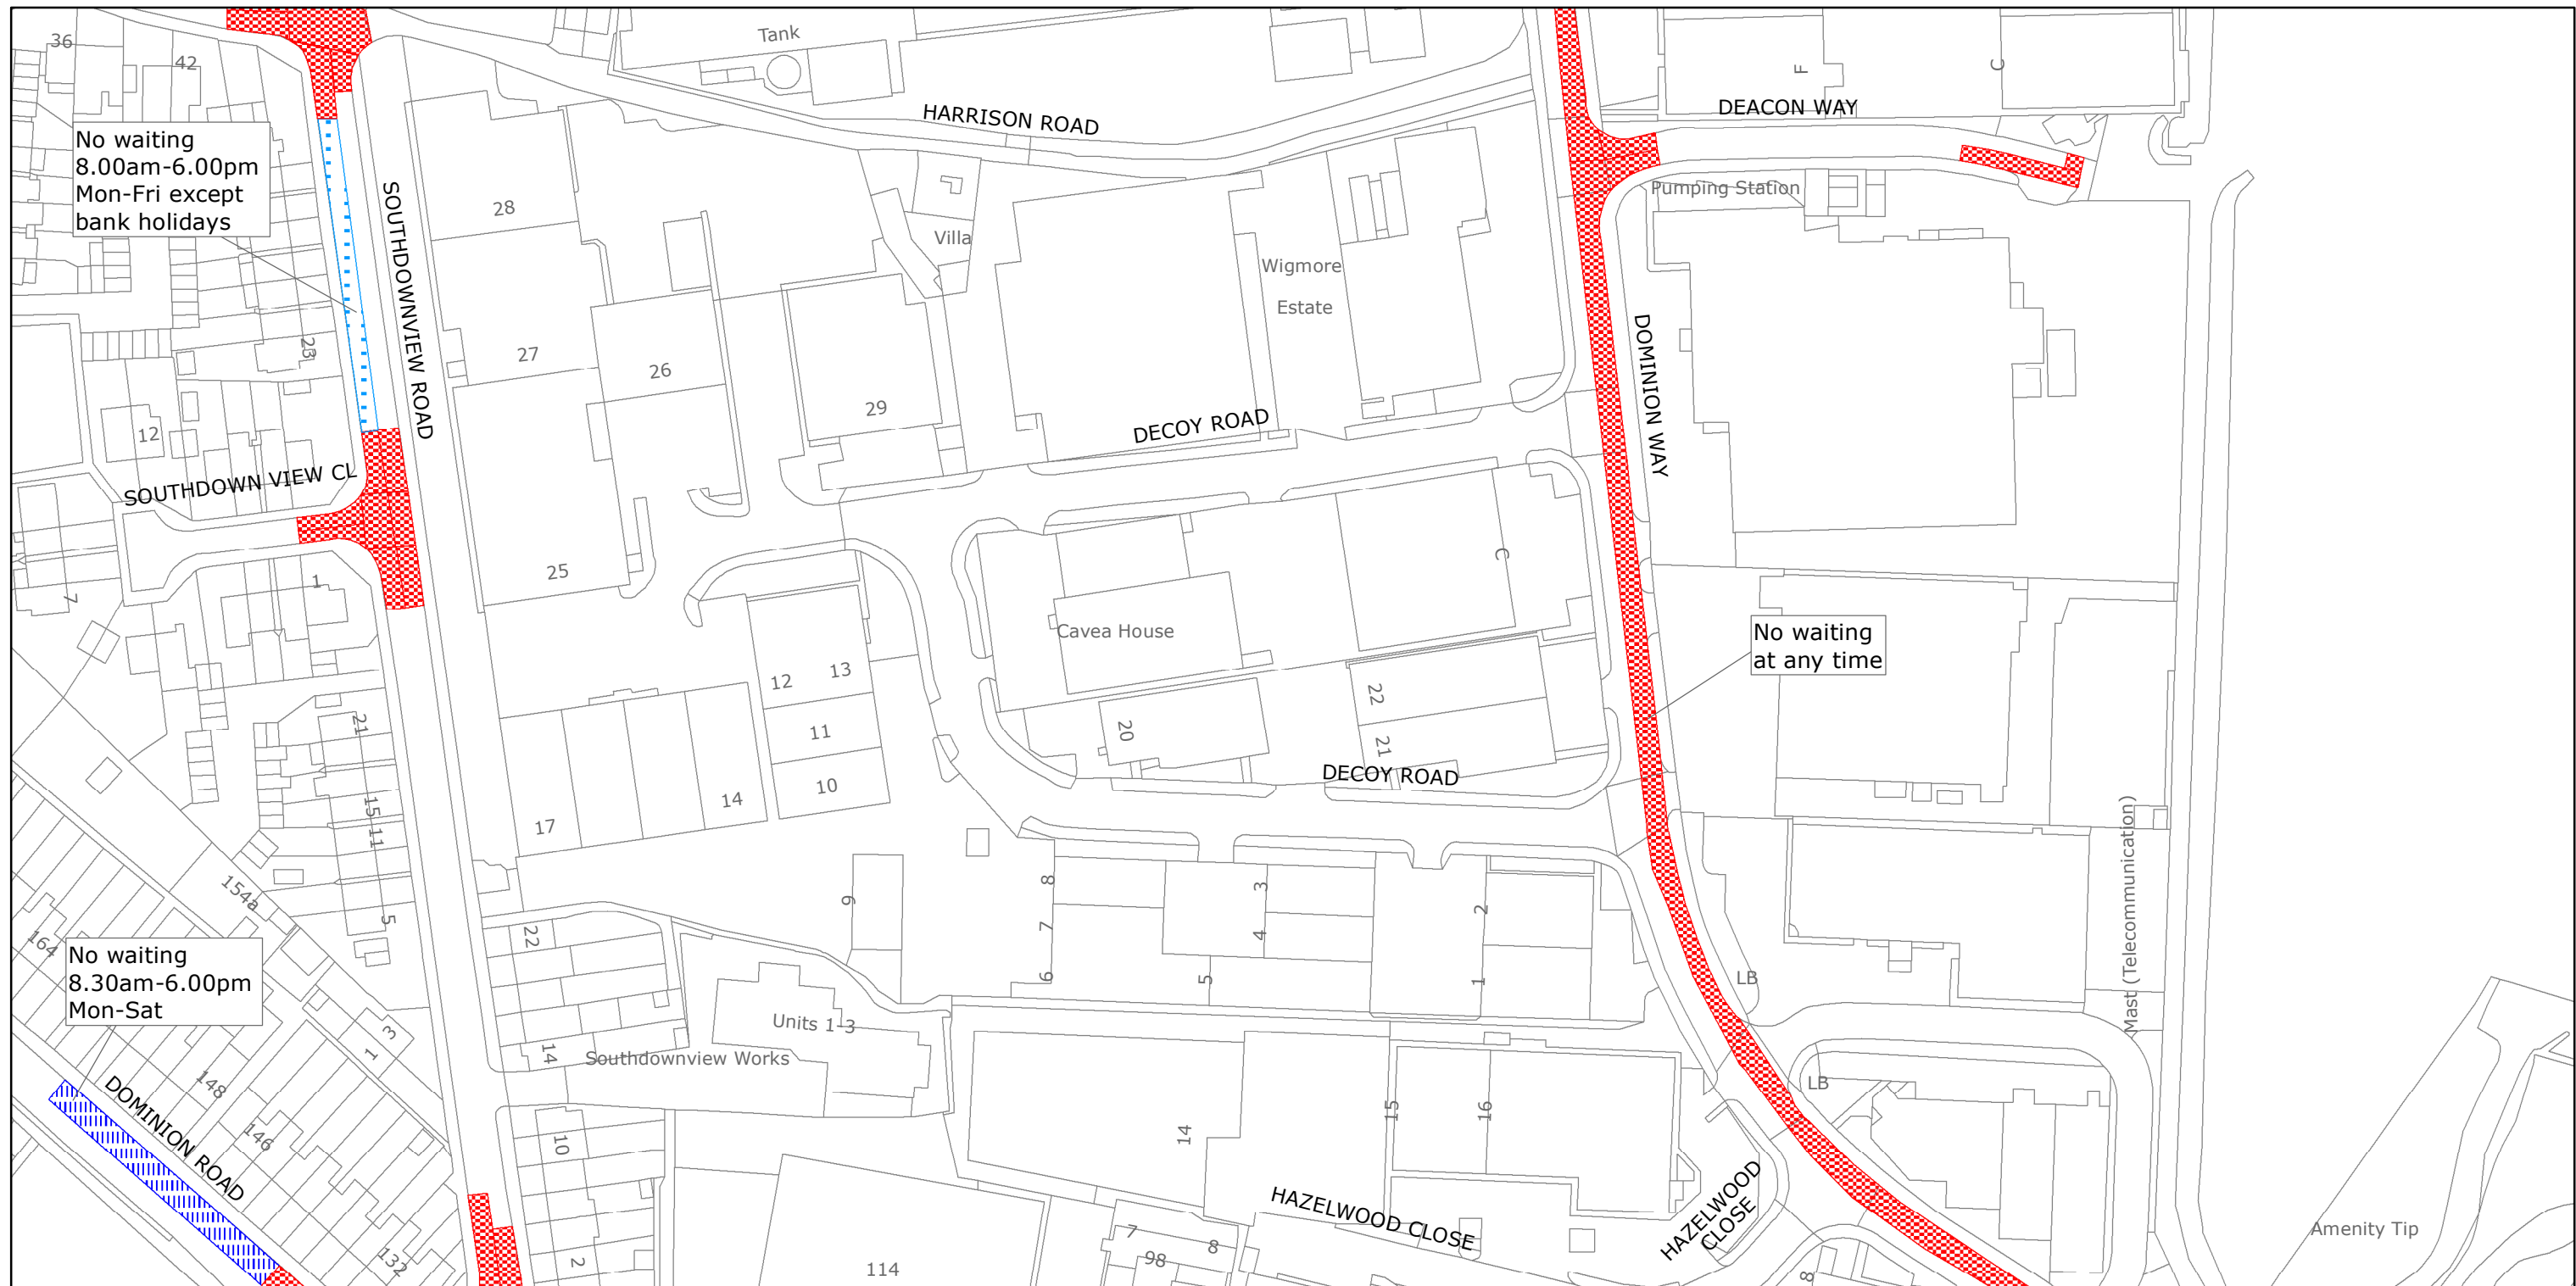 36
42
Tank
HARRISON ROAD
F
C
DEACON WAY
No waiting
8.00am-6.00pm
Mon-Fri except
bank holidays
SOUTHDOWNVIEW ROAD
28
Villa
Wigmore
Estate
Pumping Station
23
27
26
29
DECOY ROAD
DOMINION WAY
12
SOUTHDOWN VIEW CL
25
1
7
C
Cavea House
No waiting
at any time
12
13
11
10
14
17
20
22
21
DECOY ROAD
21
15
11
5
154a
164
No waiting
8.30am-6.00pm
Mon-Sat
9
8
7
6
3
4
5
2
1
LB
LB
Mast (Telecommunication)
22
14
Units 1-3
Southdownview Works
3
1
148
146
132
DOMINION ROAD
10
2
14
15
16
HAZELWOOD CLOSE
HAZELWOOD
CLOSE
7
98
8
114
8
Amenity Tip